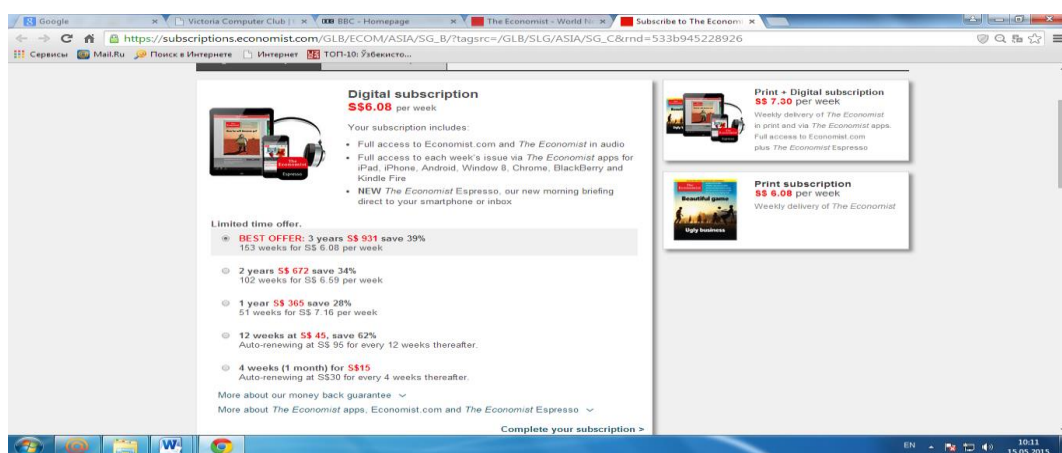 Google
Victoria Computer Club |
BBC - Homepage
The Economist - World
Subscribe to The Econom
https://subscriptions.economist.com/GLB/ECOM/ASIA/SG_B/?tagsrc=/GLB/SLG/ASIA/SG_C&rnd=533b945228926
Сервисы
Mail.Ru
Поиск в Интернете
Интернет
ТОП-10: Ўзбекисто...
Digital subscription
S$6.08 per week
Your subscription includes:
• Full access to Economist.com and The Economist in audio
• Full access to each week's issue via The Economist apps for
iPad, iPhone, Android, Window 8, Chrome, BlackBerry and
Kindle Fire
• NEW The Economist Espresso, our new morning briefing
direct to your smartphone or inbox
Limited time offer.
BEST OFFER: 3 years S$ 931 save 39%
153 weeks for S$ 6.08 per week
2 years S$ 672 save 34%
102 weeks for S$ 6.59 per week
1 year S$ 365 save 28%
51 weeks for S$ 7.16 per week
12 weeks at S$ 45, save 62%
Auto-renewing at S$ 95 for every 12 weeks thereafter.
4 weeks (1 month) for S$15
Auto-renewing at S$30 for every 4 weeks thereafter.
More about our money back guarantee
More about The Economist apps, Economist.com and The Economist Espresso
Complete your subscription >
Print + Digital subscription
S$ 7.30 per week
Weekly delivery of The Economist
in print and via The Economist apps.
Full access to Economist.com
plus The Economist Espresso
Beautiful game
Ugly business
Print subscription
S$ 6.08 per week
Weekly delivery of The Economist
EN
10:11
15.05.2015